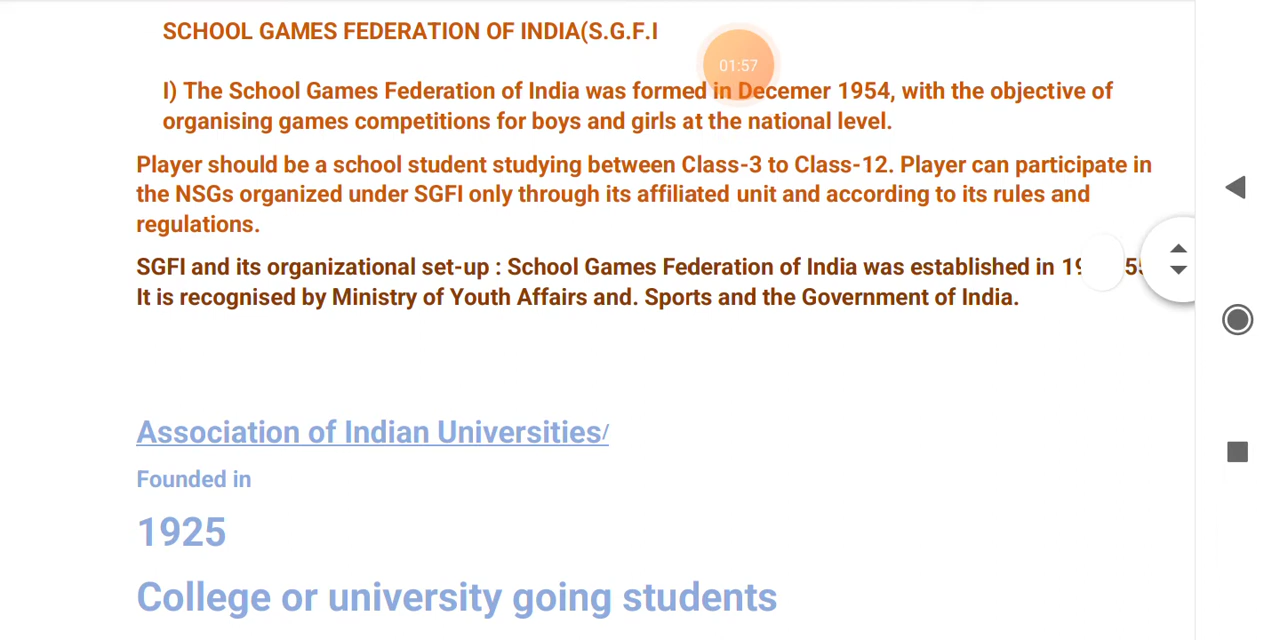 SCHOOL GAMES FEDERATION OF INDIA(S.G.F.I
01:57
I) The School Games Federation of India was formed in Decemer 1954, with the objective of
organising games competitions for boys and girls at the national level.
Player should be a school student studying between Class-3 to Class-12. Player can participate in
the NSGs organized under SGFI only through its affiliated unit and according to its rules and
regulations.
SGFI and its organizational set-up : School Games Federation of India was established in
It is recognised by Ministry of Youth Affairs and. Sports and the Government of India.
Association of Indian Universities/
Founded in
1925
College or university going students